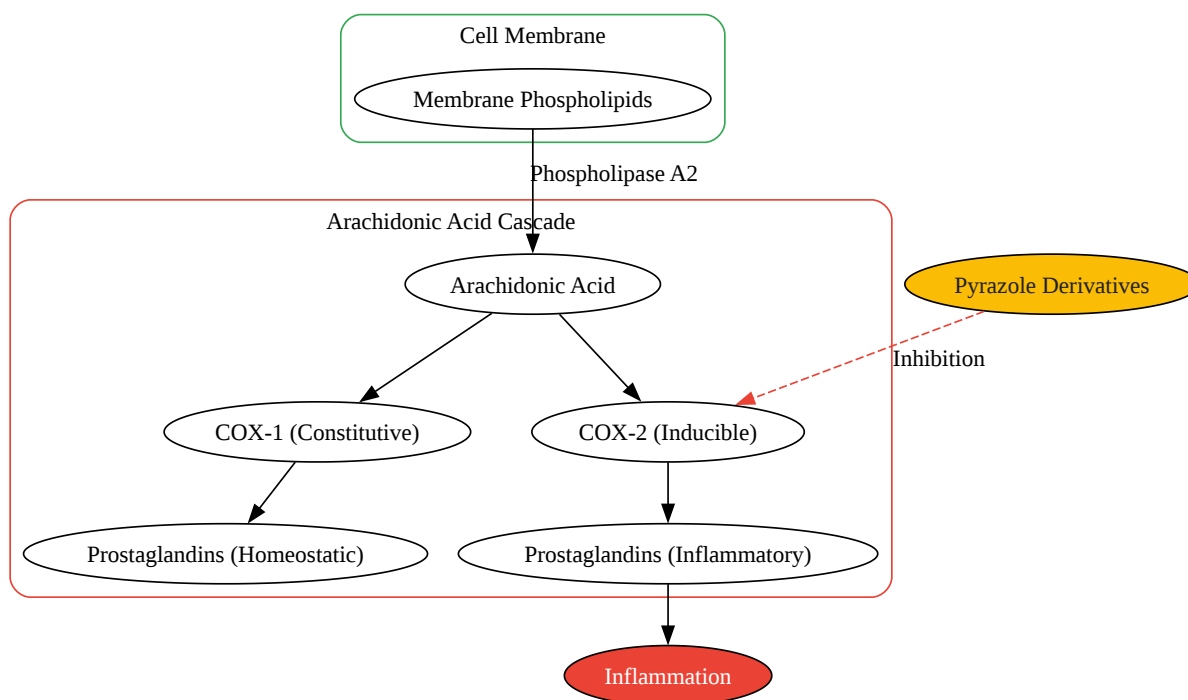 Cell Membrane
Membrane Phospholipids
Phospholipase A2
Arachidonic Acid Cascade
Arachidonic Acid
Pyrazole Derivatives
Inhibition
COX-1 (Constitutive)
COX-2 (Inducible)
Prostaglandins (Homeostatic)
Prostaglandins (Inflammatory)
Inflammation